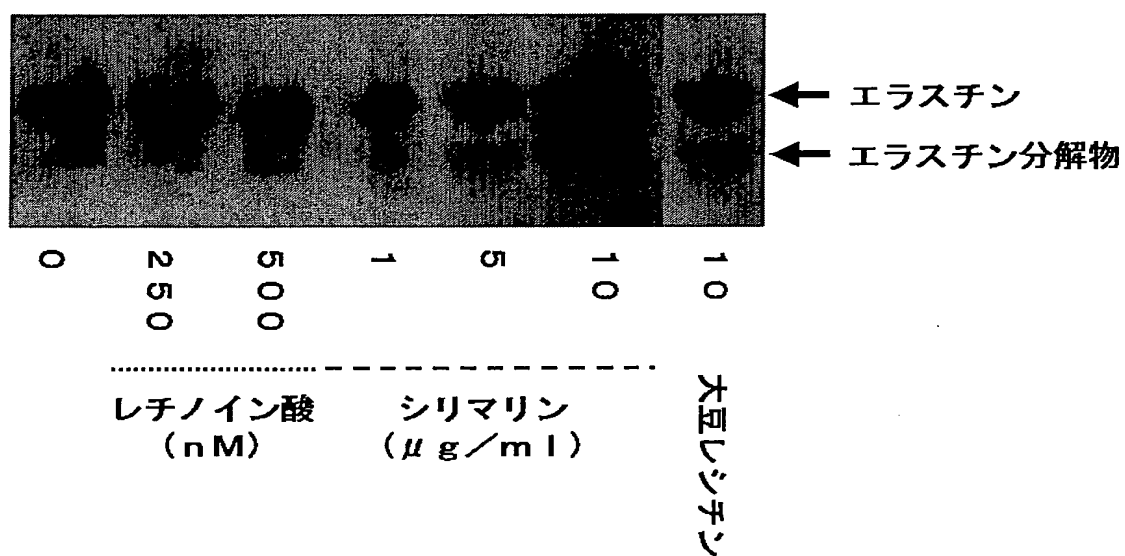 エラスチン
エラスチン分解物
0
250
500
1
5
10
10
レチノイン酸
(nM)
シリマリン
(μg/ml)
大豆レシチン